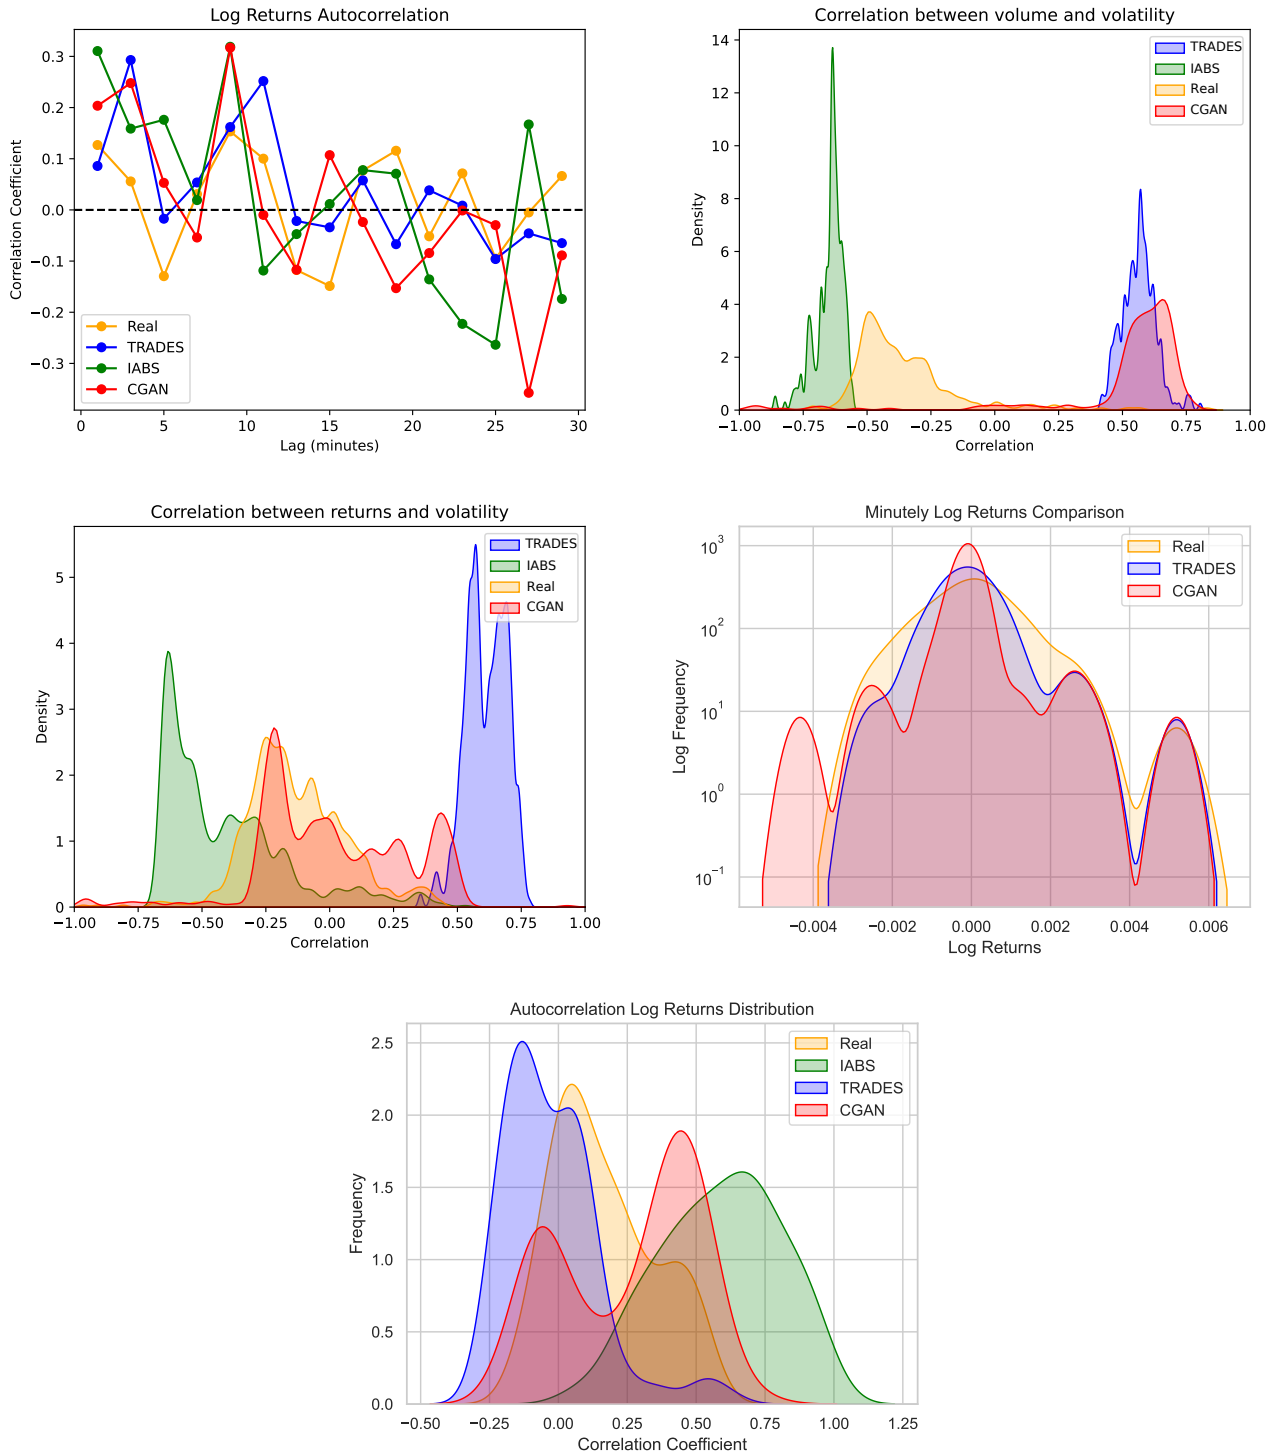 Log Returns Autocorrelation
Correlation Coefficient
0.3
0.2
0.1
0.0
−0.1
−0.2
−0.3
Real
TRADES
IABS
CGAN
0 5 10 15 20 25 30
Lag (minutes)
Correlation between volume and volatility
Density
14
12
10
8
6
4
2
0
TRADES
IABS
Real
CGAN
−1.00 −0.75 −0.50 −0.25 0.00 0.25 0.50 0.75 1.00
Correlation
Correlation between returns and volatility
Density
5
4
3
2
1
0
TRADES
IABS
Real
CGAN
−1.00 −0.75 −0.50 −0.25 0.00 0.25 0.50 0.75 1.00
Correlation
Minutely Log Returns Comparison
Log Frequency
10³
10²
10¹
10⁰
10⁻¹
Real
TRADES
CGAN
−0.004 −0.002 0.000 0.002 0.004 0.006
Log Returns
Autocorrelation Log Returns Distribution
Frequency
2.5
2.0
1.5
1.0
0.5
0.0
Real
IABS
TRADES
CGAN
−0.50 −0.25 0.00 0.25 0.50 0.75 1.00 1.25
Correlation Coefficient